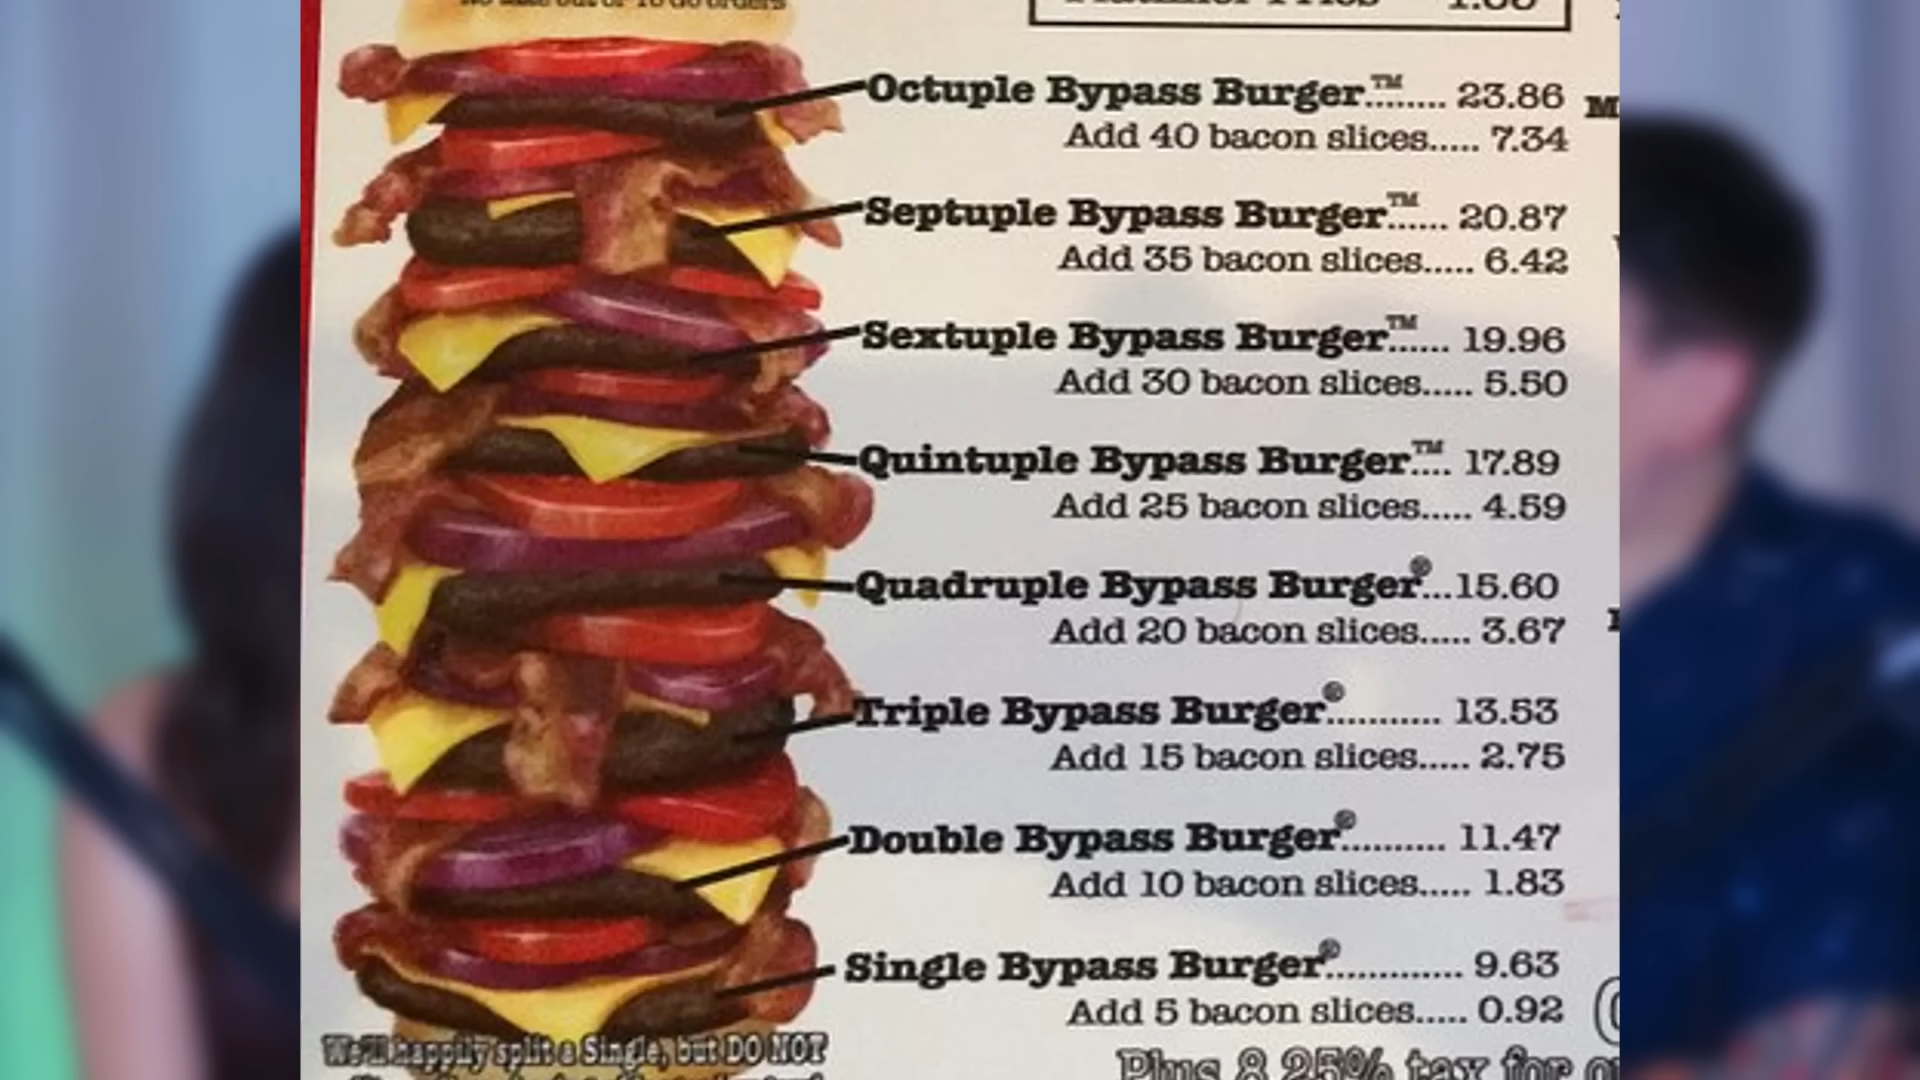 Octuple Bypass Burger™........ 23.86
Add 40 bacon slices..... 7.34
Septuple Bypass Burger™...... 20.87
Add 35 bacon slices..... 6.42
Sextuple Bypass Burger™...... 19.96
Add 30 bacon slices..... 5.50
Quintuple Bypass Burger™.... 17.89
Add 25 bacon slices..... 4.59
Quadruple Bypass Burger®...15.60
Add 20 bacon slices..... 3.67
Triple Bypass Burger®........... 13.53
Add 15 bacon slices..... 2.75
Double Bypass Burger®.......... 11.47
Add 10 bacon slices..... 1.83
Single Bypass Burger®............. 9.63
Add 5 bacon slices..... 0.92
We'll happily split a Single, but DO NOT
Plus 8.25% tax for